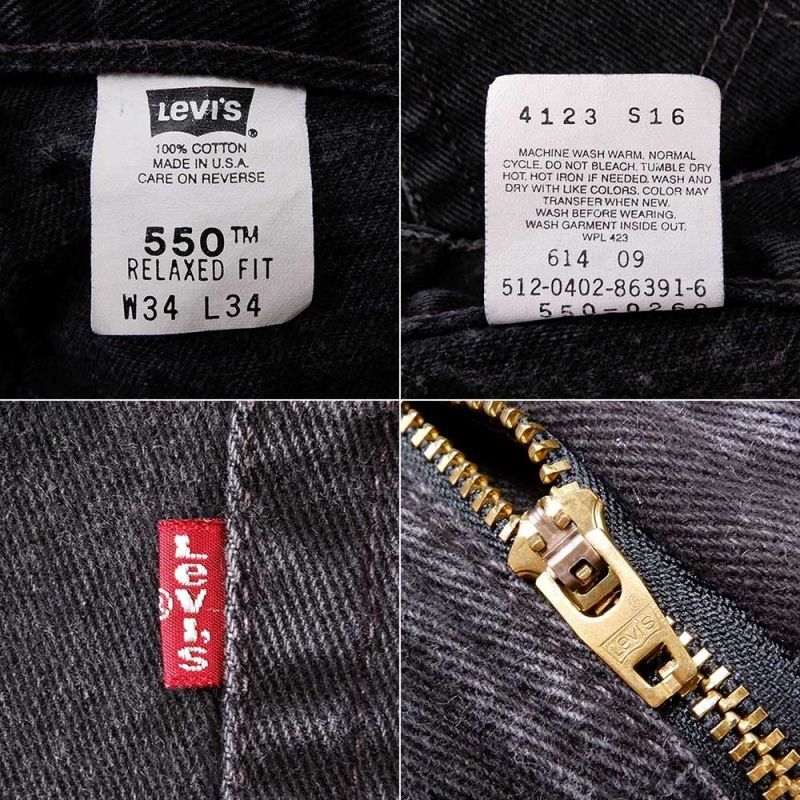 Levi's
®
100% COTTON
MADE IN U.S.A.
CARE ON REVERSE
550™
RELAXED FIT
W34 L34
4123 S16
MACHINE WASH WARM. NORMAL
CYCLE. DO NOT BLEACH. TUMBLE DRY
HOT. HOT IRON IF NEEDED. WASH AND
DRY WITH LIKE COLORS. COLOR MAY
TRANSFER WHEN NEW.
WASH BEFORE WEARING.
WASH GARMENT INSIDE OUT.
WPL 423
614 09
512-0402-86391-6
550-0260
Levi's
®
Levi's
®